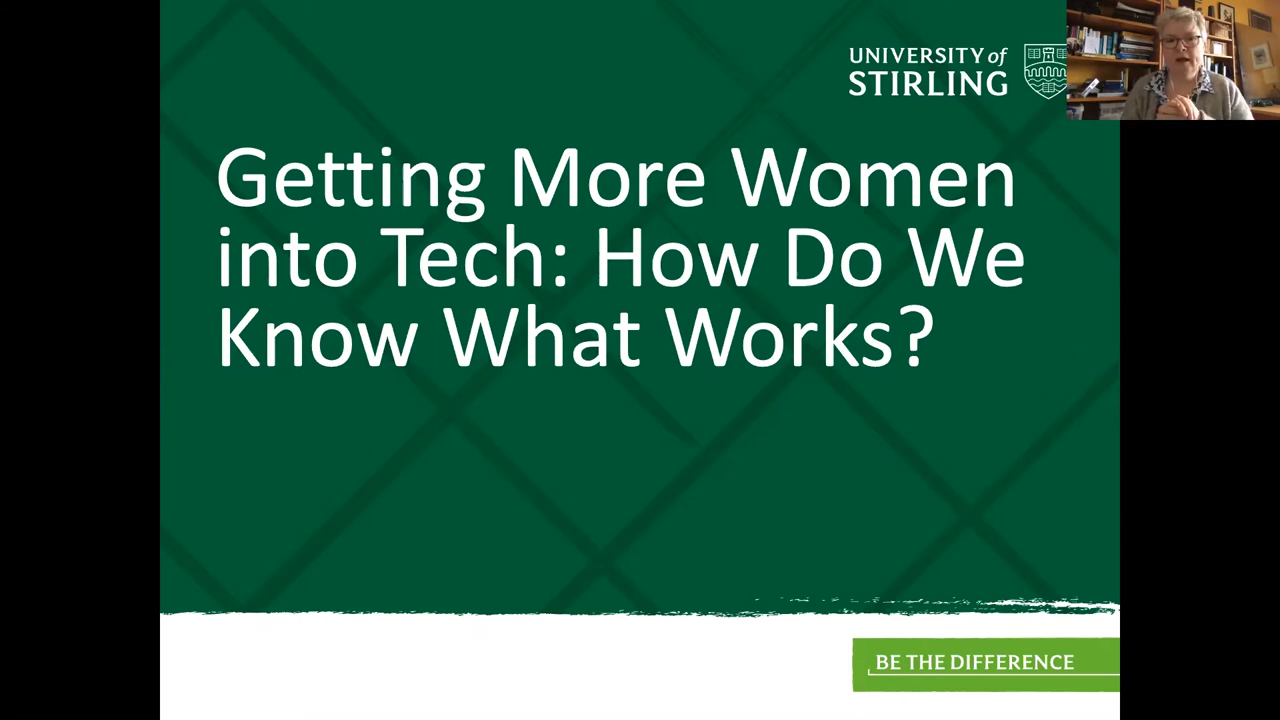 UNIVERSITY of
STIRLING
Getting More Women
into Tech: How Do We
Know What Works?
BE THE DIFFERENCE